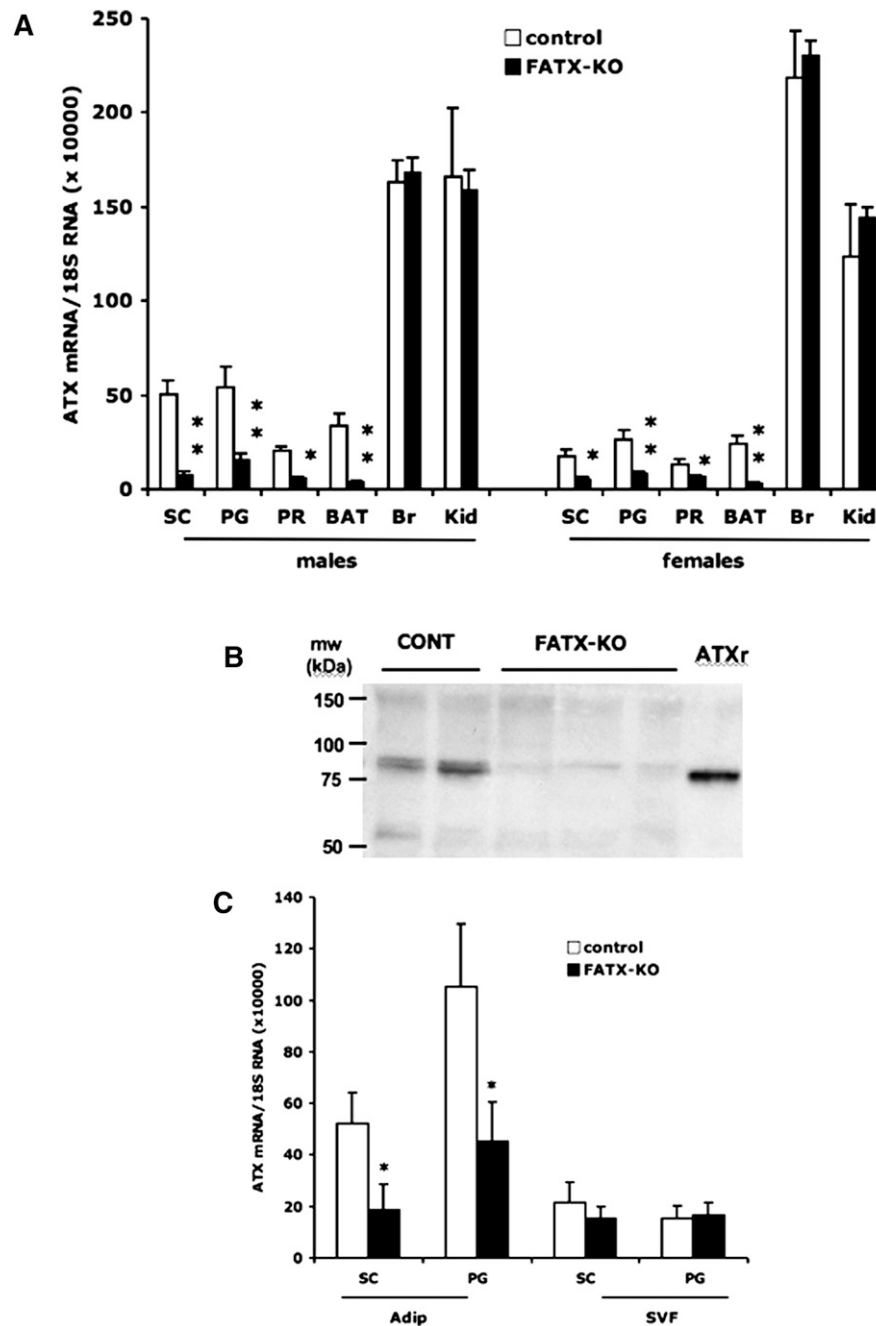 A
ATX mRNA/18S RNA (x 10000)
250
200
150
100
50
0
control
FATX-KO
* *
* *
*
* *
*
* *
*
* *
SC PG PR BAT Br Kid SC PG PR BAT Br Kid
males females
B
mw
(kDa)
CONT FATX-KO ATXr
150
100
75
50
C
ATX mRNA/18S RNA (x10000)
140
120
100
80
60
40
20
0
control
FATX-KO
*
*
SC PG SC PG
Adip SVF